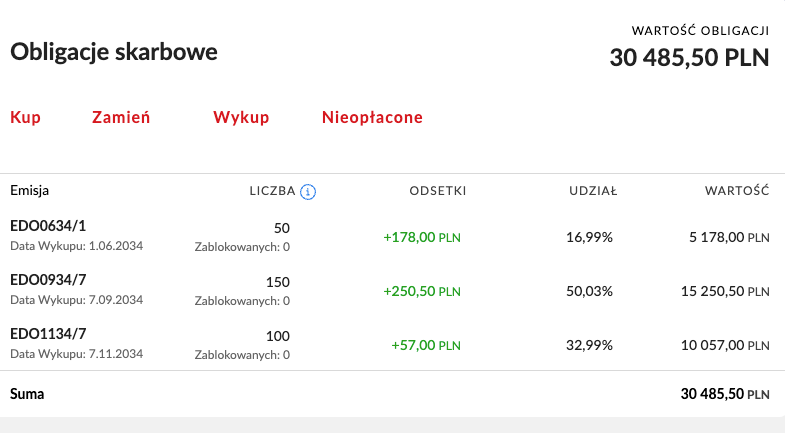 WARTOŚĆ OBLIGACJI
Obligacje skarbowe
30 485,50 PLN
Kup Zamień Wykup Nieopłacone
Emisja LICZBA i ODSETKI UDZIAŁ WARTOŚĆ
EDO0634/1 50
+178,00 PLN 16,99% 5 178,00 PLN
Data Wykupu: 1.06.2034 Zablokowanych: 0
EDO0934/7 150
+250,50 PLN 50,03% 15 250,50 PLN
Data Wykupu: 7.09.2034 Zablokowanych: 0
EDO1134/7 100
+57,00 PLN 32,99% 10 057,00 PLN
Data Wykupu: 7.11.2034 Zablokowanych: 0
Suma 30 485,50 PLN